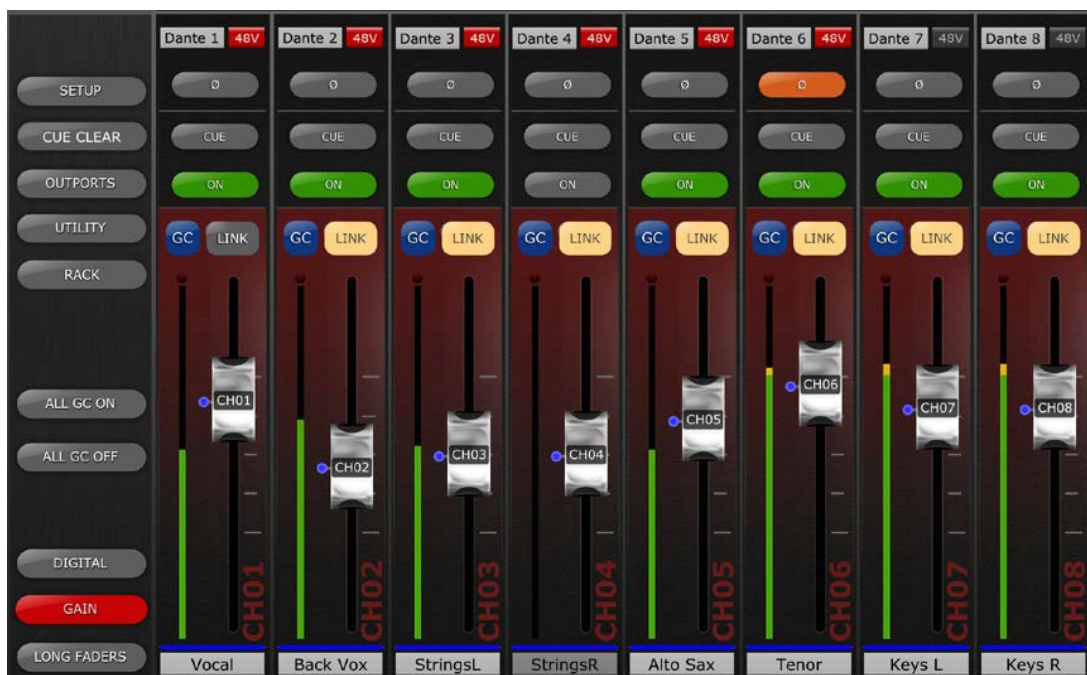 Dante 1 48V Dante 2 48V Dante 3 48V Dante 4 48V Dante 5 48V Dante 6 48V Dante 7 48V Dante 8 48V
SETUP Ø Ø Ø Ø Ø Ø Ø Ø
CUE CLEAR CUE CUE CUE CUE CUE CUE CUE CUE
OUTPORTS ON ON ON ON ON ON ON ON
UTILITY GC LINK GC LINK GC LINK GC LINK GC LINK GC LINK GC LINK GC LINK
RACK
CH06
ALL GC ON CH01 CH07 CH08
CH05
ALL GC OFF CH03 CH04
CH02
DIGITAL
GAIN CH01 CH02 CH03 CH04 CH05 CH06 CH07 CH08
LONG FADERS Vocal Back Vox StringsL StringsR Alto Sax Tenor Keys L Keys R